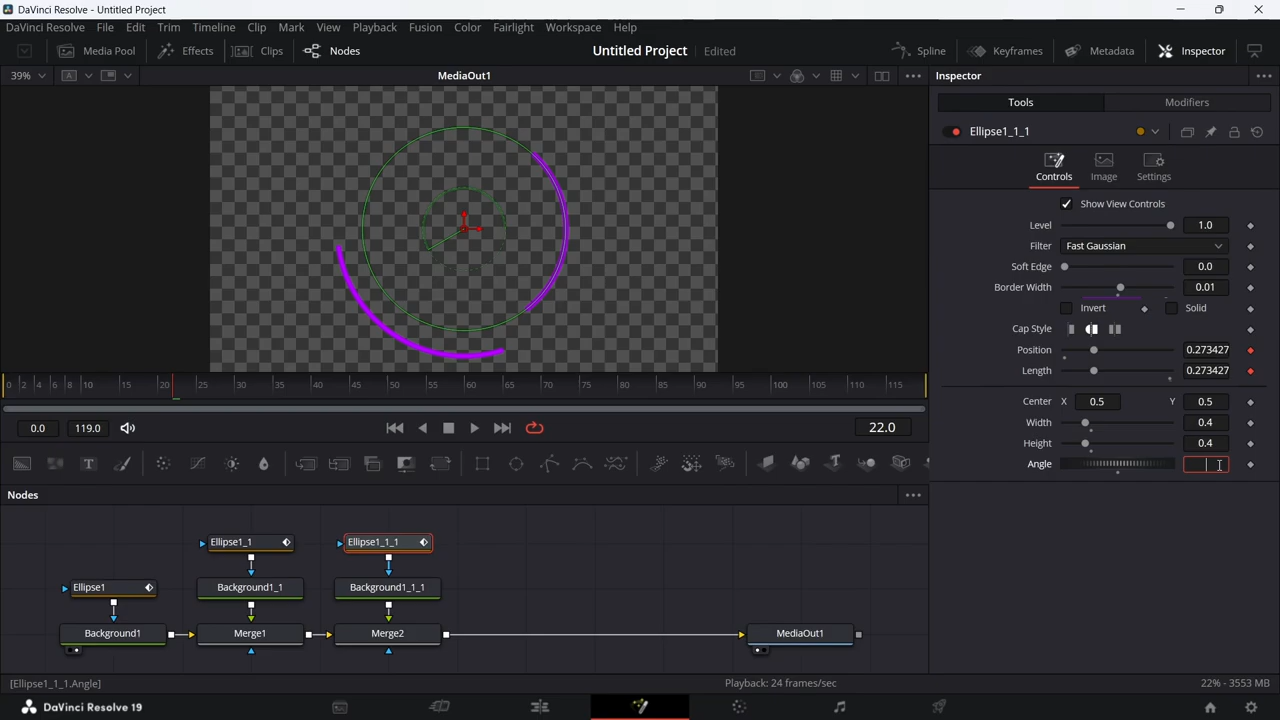 DaVinci Resolve - Untitled Project
DaVinci Resolve File Edit Trim Timeline Clip Mark View Playback Fusion Color Fairlight Workspace Help
Media Pool Effects Clips Nodes Untitled Project Edited Spline Keyframes Metadata Inspector
39% A MediaOut1 Inspector
Tools Modifiers
Ellipse1_1_1
Controls Image Settings
Show View Controls
Level 1.0
Filter Fast Gaussian
Soft Edge 0.0
Border Width 0.01
Invert Solid
Cap Style
Position 0.273427
Length 0.273427
Center X 0.5 Y 0.5
Width 0.4
Height 0.4
Angle
0 2 4 6 8 10 15 20 25 30 35 40 45 50 55 60 65 70 75 80 85 90 95 100 105 110 115
0.0 119.0 22.0
T T
Nodes
Ellipse1_1 Ellipse1_1_1
Ellipse1 Background1_1 Background1_1_1
Background1 Merge1 Merge2 MediaOut1
[Ellipse1_1_1.Angle] Playback: 24 frames/sec 22% - 3553 MB
DaVinci Resolve 19